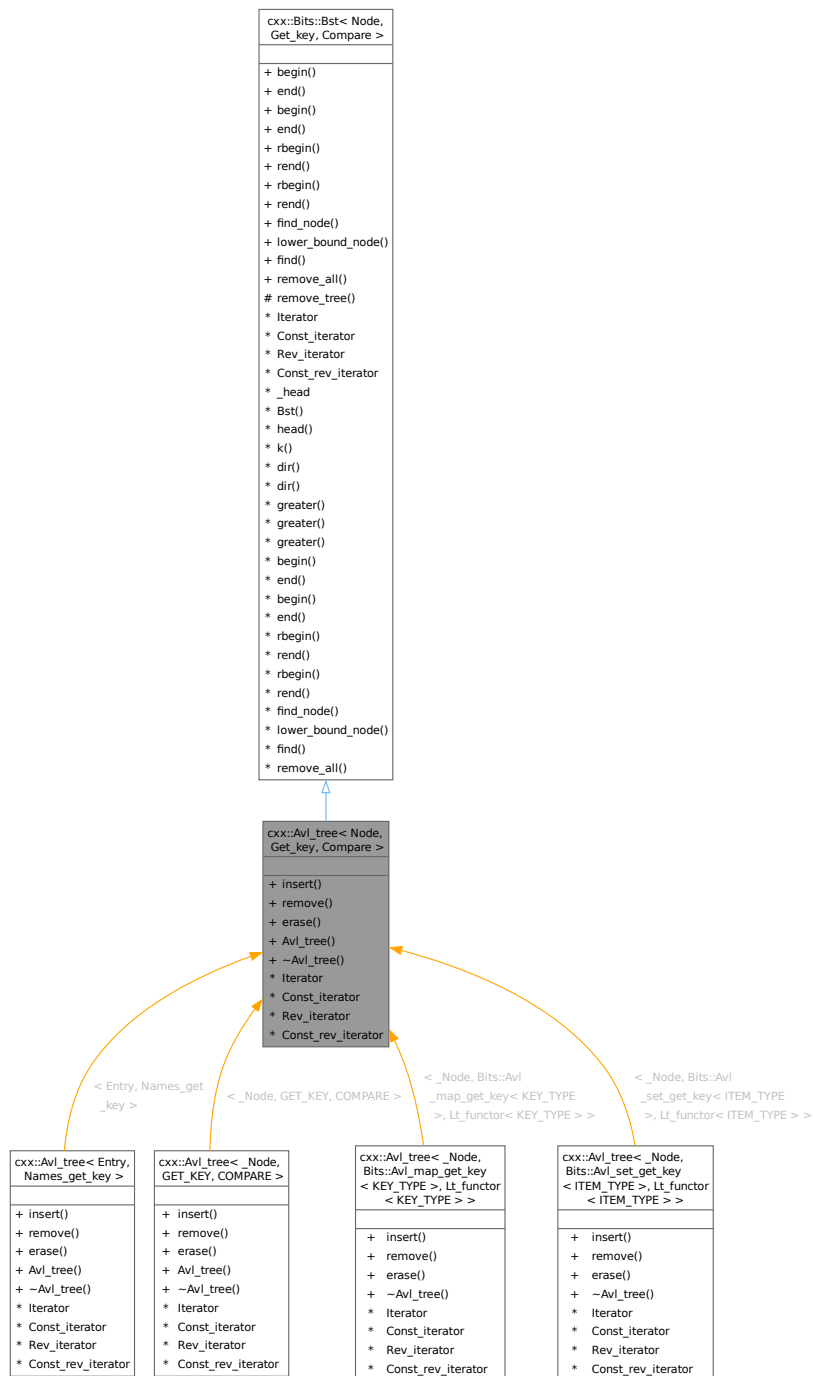 cxx::Bits::Bst< Node,
Get_key, Compare >
+ begin()
+ end()
+ begin()
+ end()
+ rbegin()
+ rend()
+ rbegin()
+ rend()
+ find_node()
+ lower_bound_node()
+ find()
+ remove_all()
# remove_tree()
* Iterator
* Const_iterator
* Rev_iterator
* Const_rev_iterator
* _head
* Bst()
* head()
* k()
* dir()
* dir()
* greater()
* greater()
* greater()
* begin()
* end()
* begin()
* end()
* rbegin()
* rend()
* rbegin()
* rend()
* find_node()
* lower_bound_node()
* find()
* remove_all()
cxx::Avl_tree< Node,
Get_key, Compare >
+ insert()
+ remove()
+ erase()
+ Avl_tree()
+ ~Avl_tree()
* Iterator
* Const_iterator
* Rev_iterator
* Const_rev_iterator
< Entry, Names_get
_key >
< _Node, GET_KEY, COMPARE >
< _Node, Bits::Avl
_map_get_key< KEY_TYPE
>, Lt_functor< KEY_TYPE > >
< _Node, Bits::Avl
_set_get_key< ITEM_TYPE
>, Lt_functor< ITEM_TYPE > >
cxx::Avl_tree< Entry,
Names_get_key >
+ insert()
+ remove()
+ erase()
+ Avl_tree()
+ ~Avl_tree()
* Iterator
* Const_iterator
* Rev_iterator
* Const_rev_iterator
cxx::Avl_tree< _Node,
GET_KEY, COMPARE >
+ insert()
+ remove()
+ erase()
+ Avl_tree()
+ ~Avl_tree()
* Iterator
* Const_iterator
* Rev_iterator
* Const_rev_iterator
cxx::Avl_tree< _Node,
Bits::Avl_map_get_key
< KEY_TYPE >, Lt_functor
< KEY_TYPE > >
+ insert()
+ remove()
+ erase()
+ ~Avl_tree()
* Iterator
* Const_iterator
* Rev_iterator
* Const_rev_iterator
cxx::Avl_tree< _Node,
Bits::Avl_set_get_key
< ITEM_TYPE >, Lt_functor
< ITEM_TYPE > >
+ insert()
+ remove()
+ erase()
+ ~Avl_tree()
* Iterator
* Const_iterator
* Rev_iterator
* Const_rev_iterator